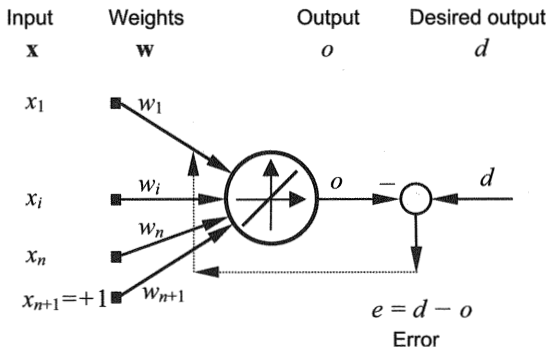 Input Weights Output Desired output
x w o d
x₁ w₁
xᵢ wᵢ o − d
wₙ
xₙ
xₙ₊₁=+1 wₙ₊₁
e = d − o
Error